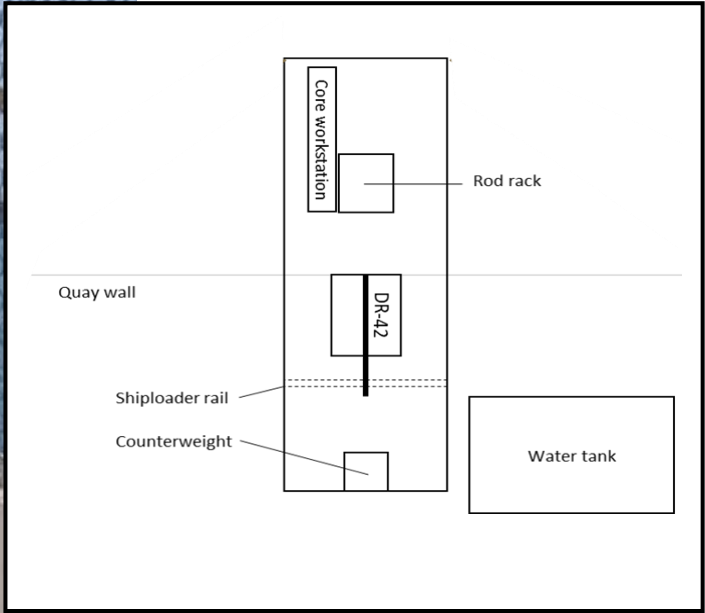 Core workstation
Rod rack
Quay wall
DR-42
Shiploader rail
Counterweight
Water tank